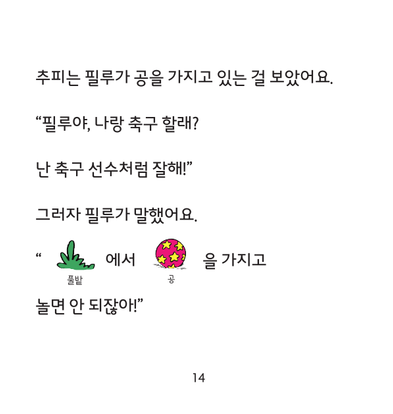 추피는 필루가 공을 가지고 있는 걸 보았어요.
“필루야, 나랑 축구 할래?
난 축구 선수처럼 잘해!”
그러자 필루가 말했어요.
“ 에서 을 가지고
풀밭 공
놀면 안 되잖아!”
14